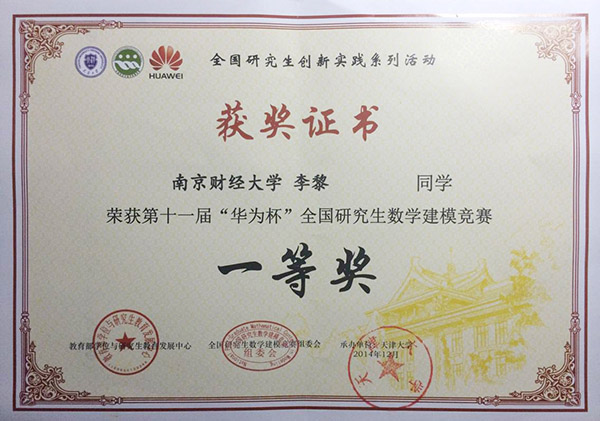 HUAWEI
全国研究生创新实践系列活动
获奖证书
南京财经大学 李黎 同学
荣获第十一届“华为杯”全国研究生数学建模竞赛
一等奖
教育部学位与研究生教育发展中心
全国研究生数学建模竞赛组委会
组委会
承办单位：天津大学
2014年12月